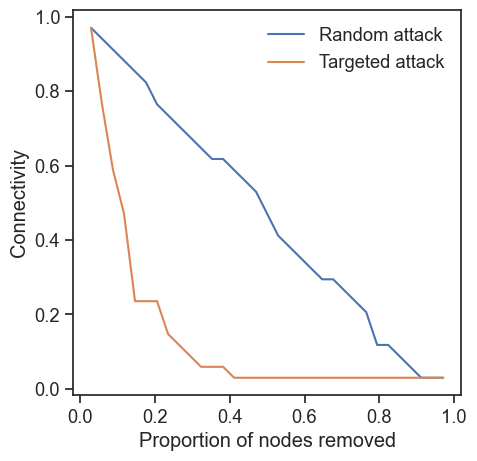 Random attack
Targeted attack
Connectivity
1.0
0.8
0.6
0.4
0.2
0.0
0.0 0.2 0.4 0.6 0.8 1.0
Proportion of nodes removed